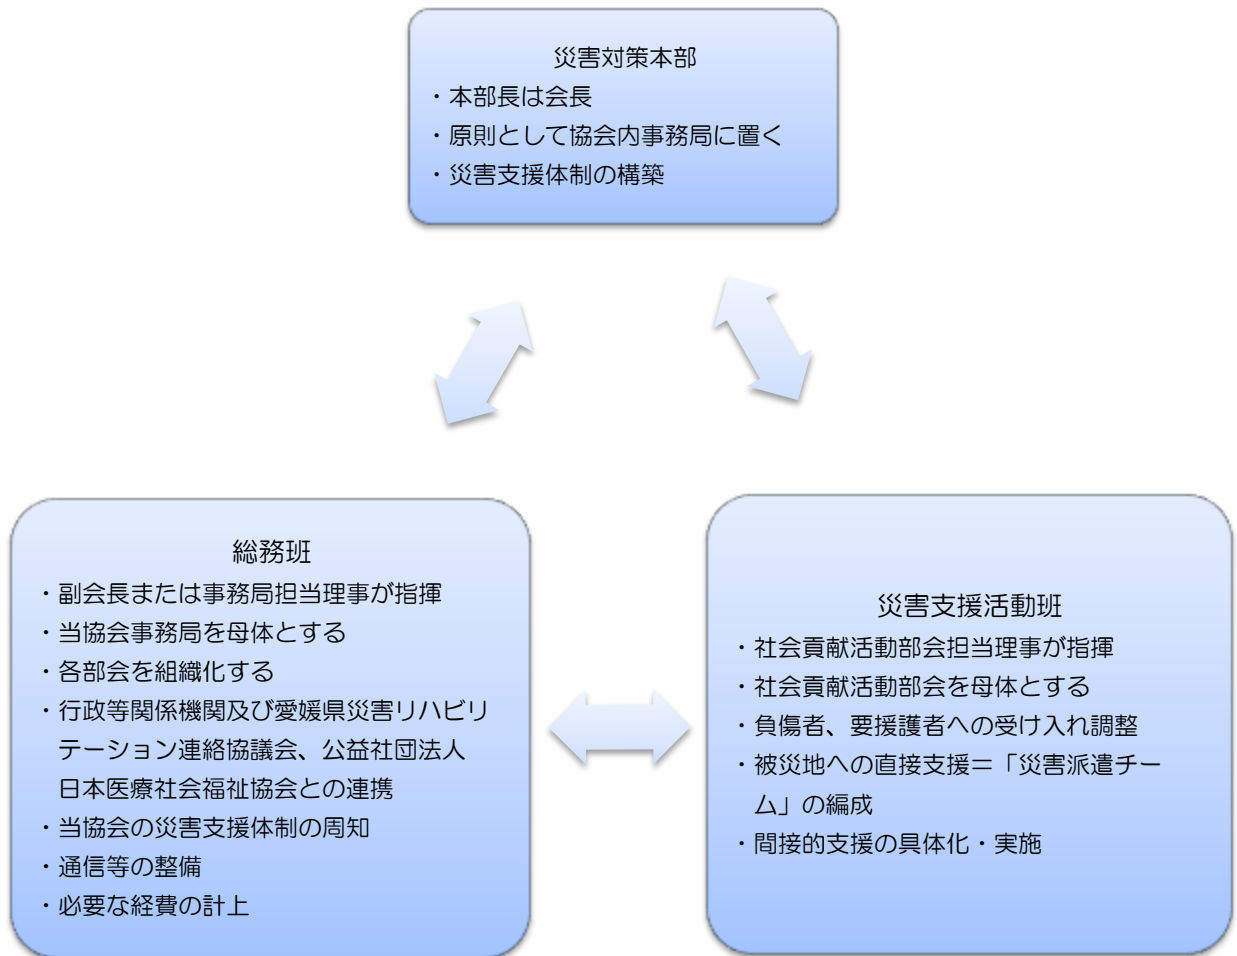 災害対策本部
・本部長は会長
・原則として協会内事務局に置く
・災害支援体制の構築
総務班
・副会長または事務局担当理事が指揮
・当協会事務局を母体とする
・各部会を組織化する
・行政等関係機関及び愛媛県災害リハビリ
テーション連絡協議会、公益社団法人
日本医療社会福祉協会との連携
・当協会の災害支援体制の周知
・通信等の整備
・必要な経費の計上
災害支援活動班
・社会貢献活動部会担当理事が指揮
・社会貢献活動部会を母体とする
・負傷者、要援護者への受け入れ調整
・被災地への直接支援＝「災害派遣チー
ム」の編成
・間接的支援の具体化・実施